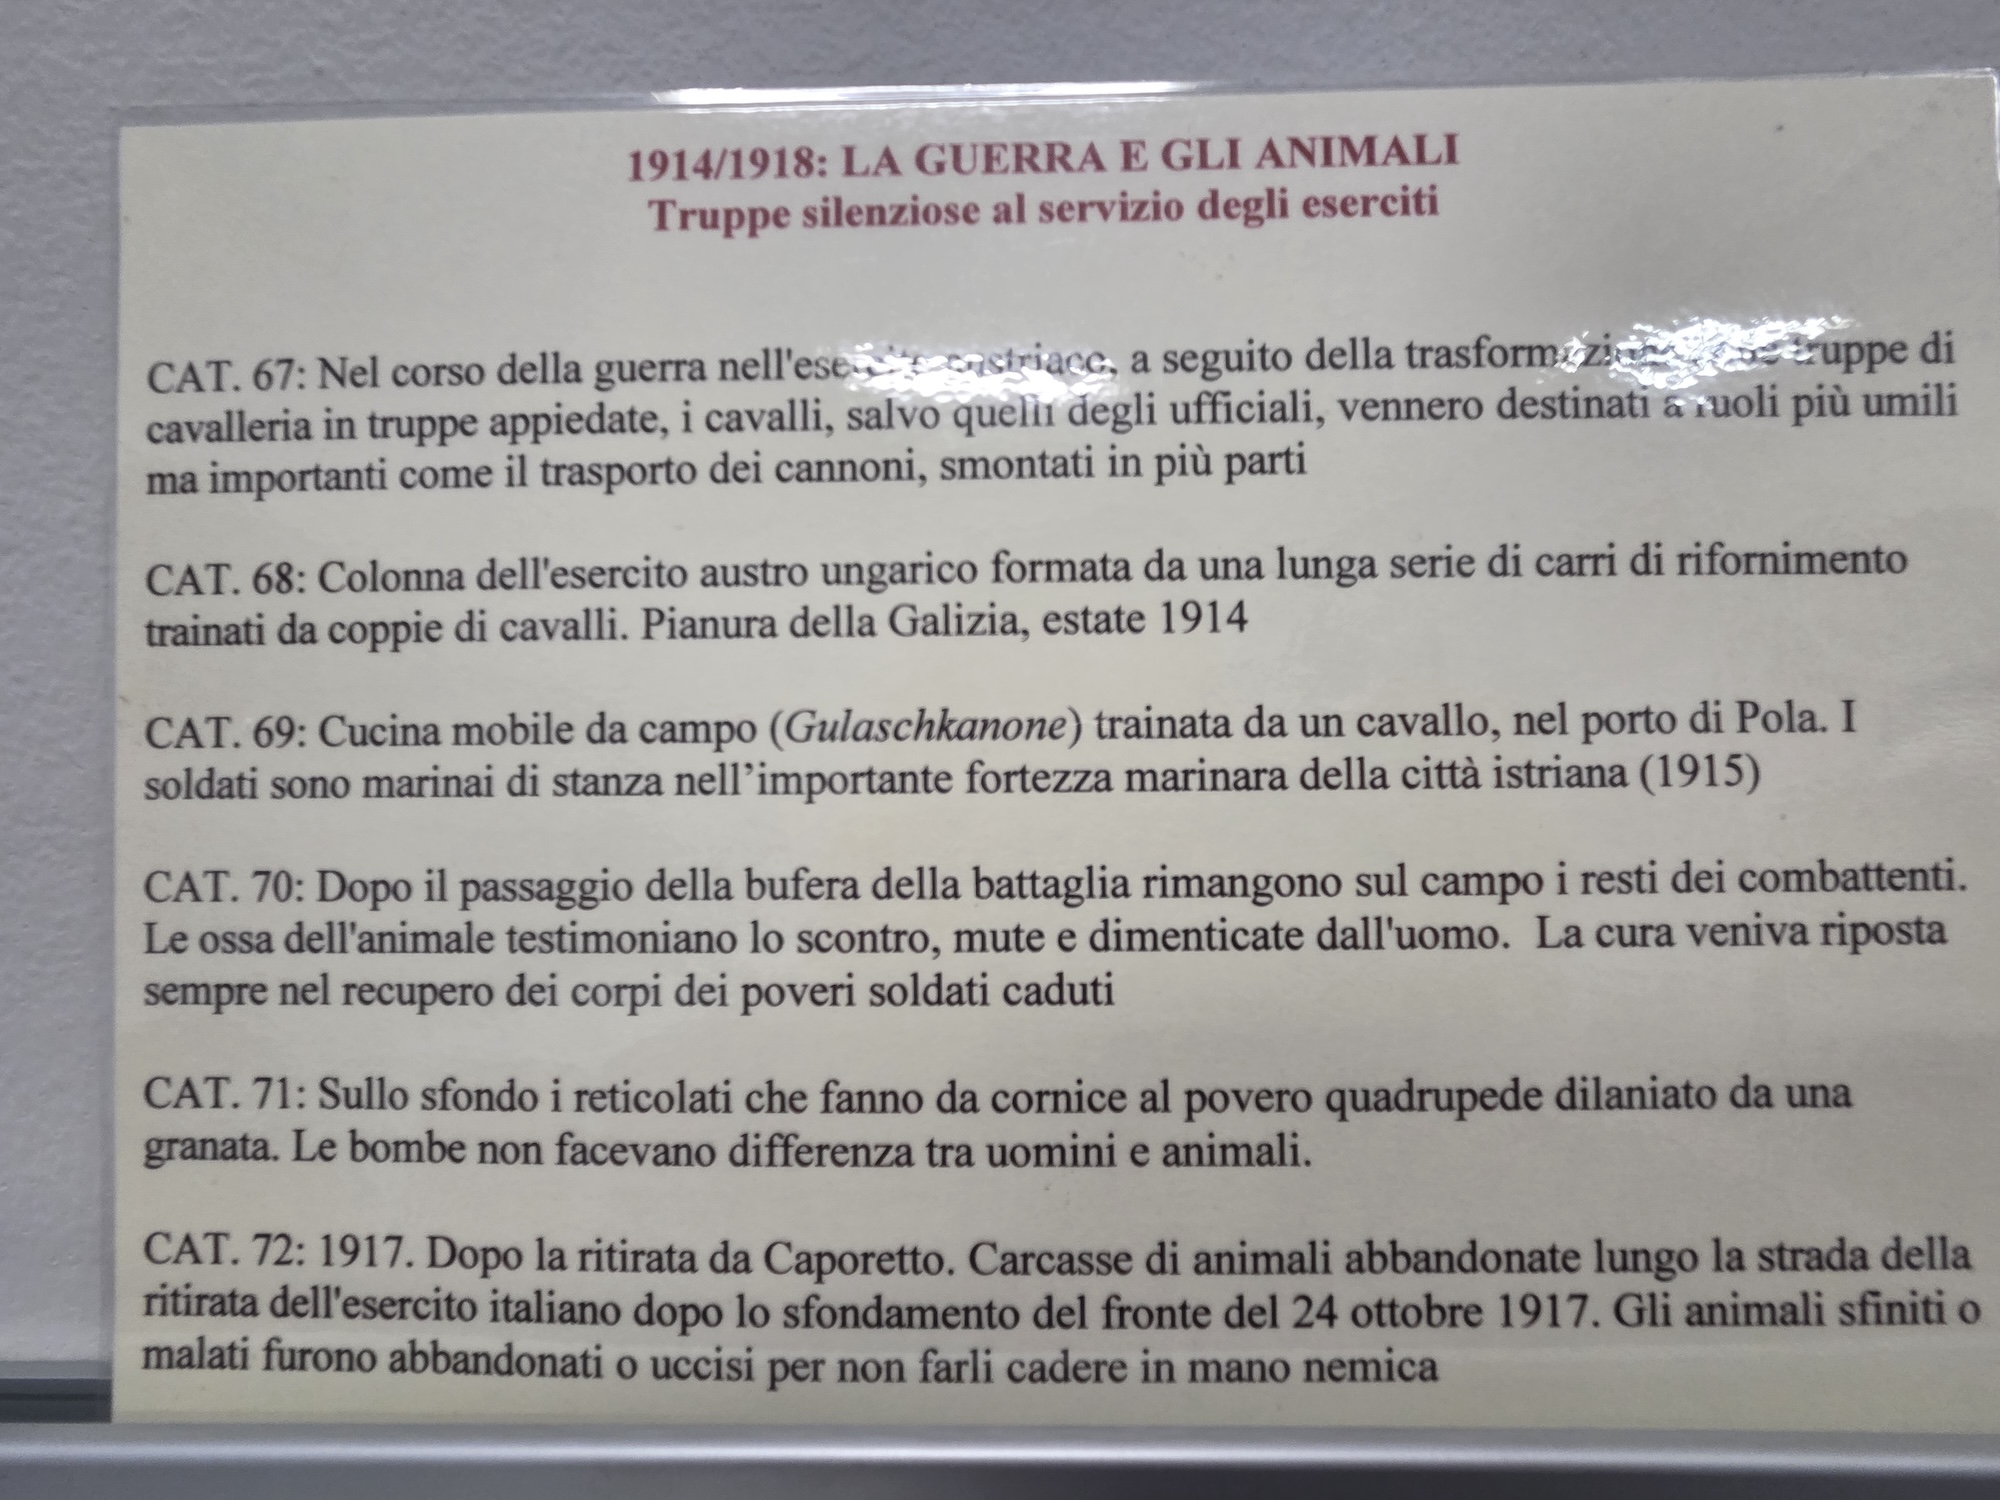 1914/1918: LA GUERRA E GLI ANIMALI
Truppe silenziose al servizio degli eserciti
CAT. 67: Nel corso della guerra nell'esercito austriaco, a seguito della trasformazione truppe di
cavalleria in truppe appiedate, i cavalli, salvo quelli degli ufficiali, vennero destinati a ruoli più umili
ma importanti come il trasporto dei cannoni, smontati in più parti
CAT. 68: Colonna dell'esercito austro ungarico formata da una lunga serie di carri di rifornimento
trainati da coppie di cavalli. Pianura della Galizia, estate 1914
CAT. 69: Cucina mobile da campo (Gulaschkanone) trainata da un cavallo, nel porto di Pola. I
soldati sono marinai di stanza nell’importante fortezza marinara della città istriana (1915)
CAT. 70: Dopo il passaggio della bufera della battaglia rimangono sul campo i resti dei combattenti.
Le ossa dell'animale testimoniano lo scontro, mute e dimenticate dall'uomo. La cura veniva riposta
sempre nel recupero dei corpi dei poveri soldati caduti
CAT. 71: Sullo sfondo i reticolati che fanno da cornice al povero quadrupede dilaniato da una
granata. Le bombe non facevano differenza tra uomini e animali.
CAT. 72: 1917. Dopo la ritirata da Caporetto. Carcasse di animali abbandonate lungo la strada della
ritirata dell'esercito italiano dopo lo sfondamento del fronte del 24 ottobre 1917. Gli animali sfiniti o
malati furono abbandonati o uccisi per non farli cadere in mano nemica